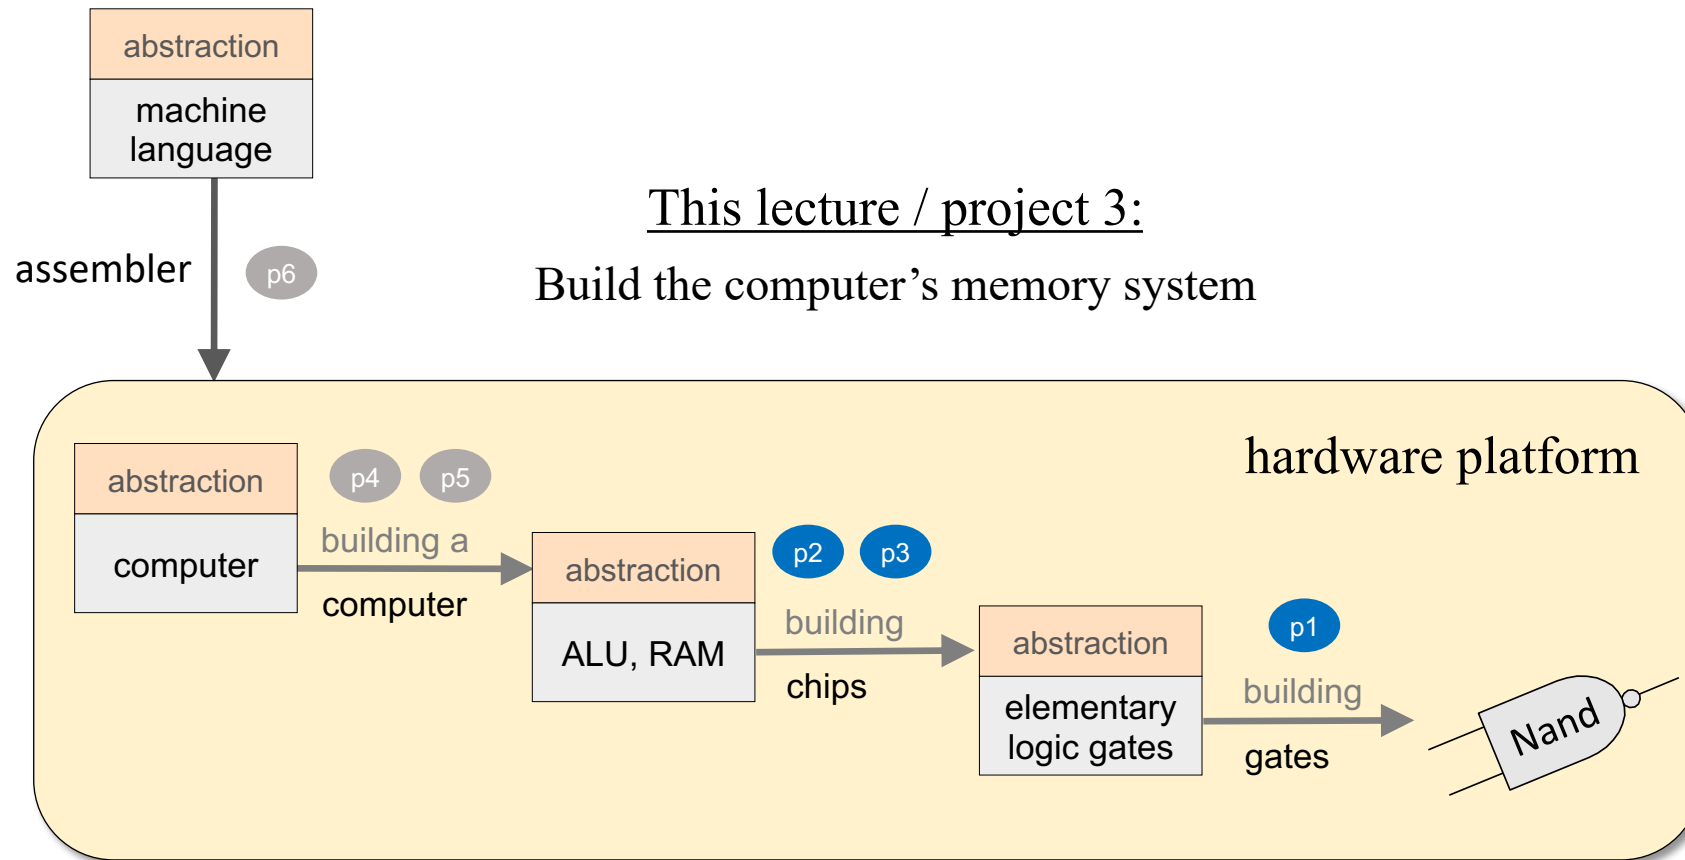 abstraction
machine
language
This lecture / project 3:
assembler
p6
Build the computer’s memory system
hardware platform
abstraction
computer
p4
p5
building a
computer
abstraction
ALU, RAM
p2
p3
building
chips
abstraction
elementary
logic gates
p1
building
gates
Nand